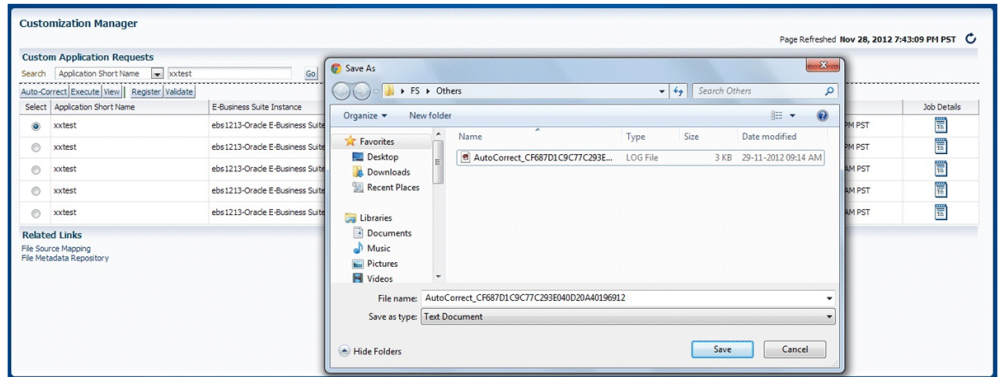 Customization Manager
Page Refreshed Nov 28, 2012 7:43:09 PM PST
Custom Application Requests
Search Application Short Name xxtest Go
Auto-Correct Execute View Register Validate
Select Application Short Name E-Business Suite Instance Job Details
xxtest ebs1213-Oracle E-Business Suite PM PST
xxtest ebs1213-Oracle E-Business Suite PM PST
xxtest ebs1213-Oracle E-Business Suite AM PST
xxtest ebs1213-Oracle E-Business Suite AM PST
xxtest ebs1213-Oracle E-Business Suite AM PST
Related Links
File Source Mapping
File Metadata Repository
Save As
FS Others
Search Others
Organize New folder
Favorites
Desktop
Downloads
Recent Places
Libraries
Documents
Music
Pictures
Videos
Name Type Size Date modified
AutoCorrect_CF687D1C9C77C293E... LOG File 3 KB 29-11-2012 09:14 AM
File name: AutoCorrect_CF687D1C9C77C293E040D20A40196912
Save as type: Text Document
Hide Folders
Save Cancel